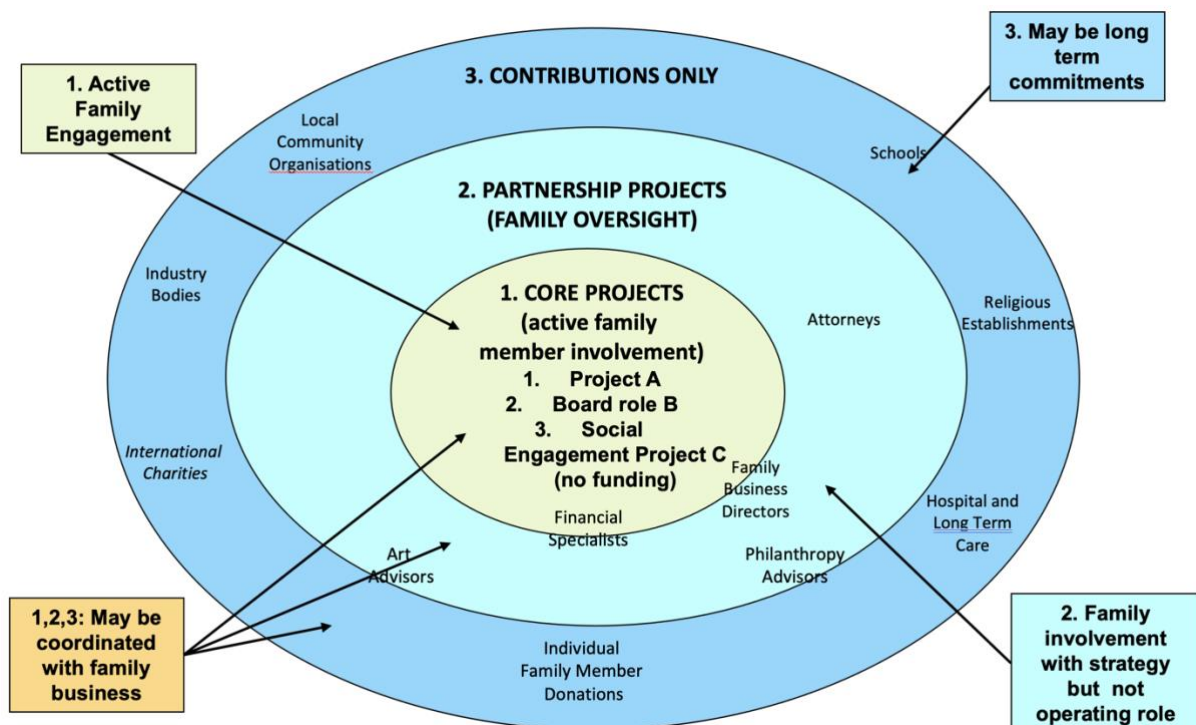 3. CONTRIBUTIONS ONLY
3. May be long
term
commitments
1. Active
Family
Engagement
Local
Community
Organisations
Schools
2. PARTNERSHIP PROJECTS
(FAMILY OVERSIGHT)
Industry
Bodies
1. CORE PROJECTS
(active family
member involvement)
1. Project A
2. Board role B
3. Social
Engagement Project C
(no funding)
Attorneys
Religious
Establishments
International
Charities
Family
Business
Directors
Hospital and
Long Term
Care
Financial
Specialists
Art
Advisors
Philanthropy
Advisors
1,2,3: May be
coordinated
with family
business
Individual
Family Member
Donations
2. Family
involvement
with strategy
but not
operating role